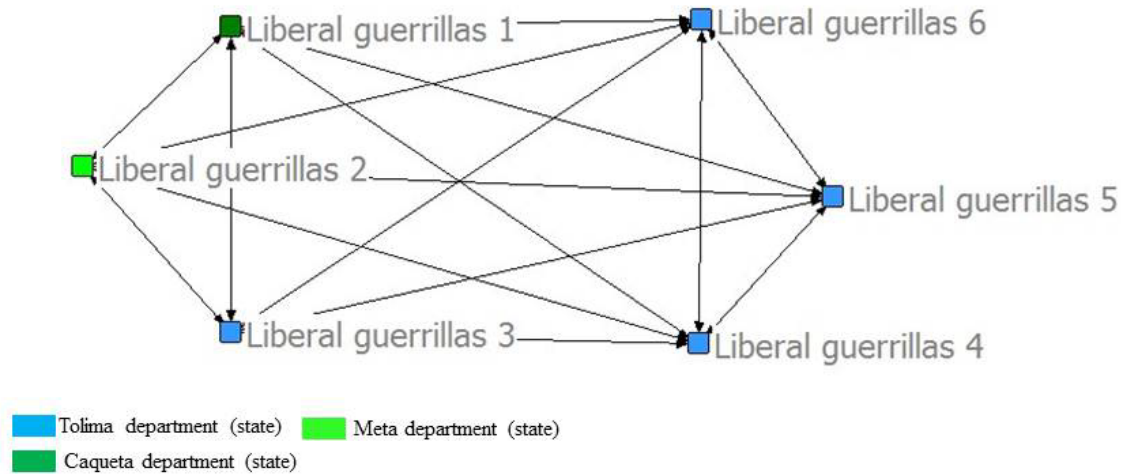 Liberal guerrillas 1
Liberal guerrillas 6
Liberal guerrillas 2
Liberal guerrillas 5
Liberal guerrillas 3
Liberal guerrillas 4
Tolima department (state)
Meta department (state)
Caqueta department (state)